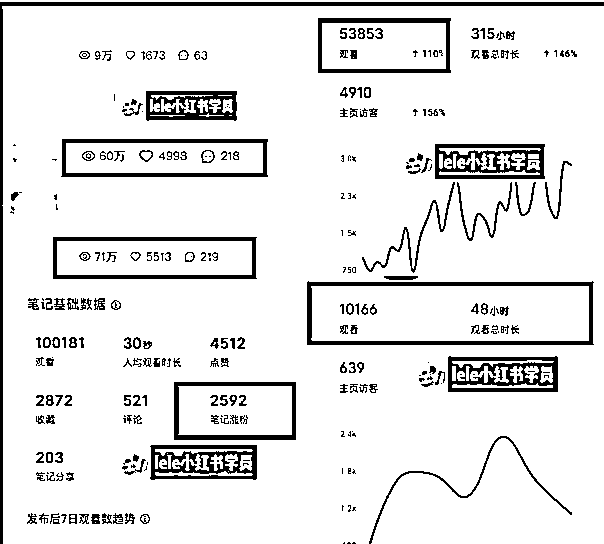 9万 1673 63
lele小红书学员
60万 4998 218
71万 5513 219
笔记基础数据
100181 30秒 4512
观看 人均观看时长 点赞
2872 521 2592
收藏 评论 笔记涨粉
203
笔记分享
lele小红书学员
发布后7日观看数趋势
53853 315小时
观看 ↑ 110% 观看总时长 ↑ 146%
4910
主页访客 ↑ 156%
lele小红书学员
3.0k
2.3k
1.5k
750
10166 48小时
观看 观看总时长
639
主页访客
lele小红书学员
2.4k
1.8k
1.2k